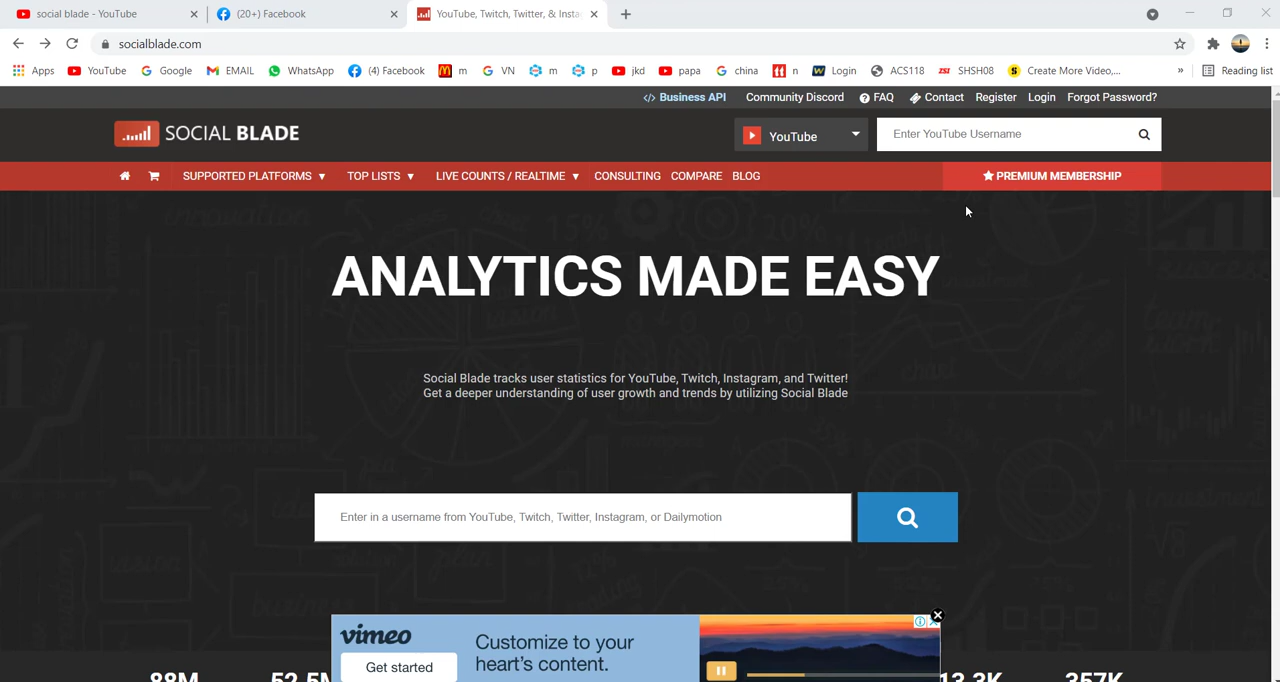 social blade - YouTube
(20+) Facebook
YouTube, Twitch, Twitter, & Insta
socialblade.com
Apps YouTube Google EMAIL WhatsApp (4) Facebook m VN m p jkd papa china n Login ACS118 SHSH08 Create More Video,... » Reading list
</> Business API Community Discord FAQ Contact Register Login Forgot Password?
SOCIAL BLADE
YouTube
Enter YouTube Username
SUPPORTED PLATFORMS ▼ TOP LISTS ▼ LIVE COUNTS / REALTIME ▼ CONSULTING COMPARE BLOG
PREMIUM MEMBERSHIP
ANALYTICS MADE EASY
Social Blade tracks user statistics for YouTube, Twitch, Instagram, and Twitter!
Get a deeper understanding of user growth and trends by utilizing Social Blade
Enter in a username from YouTube, Twitch, Twitter, Instagram, or Dailymotion
vimeo
Get started
Customize to your
heart's content.
88M 13.3K 357K